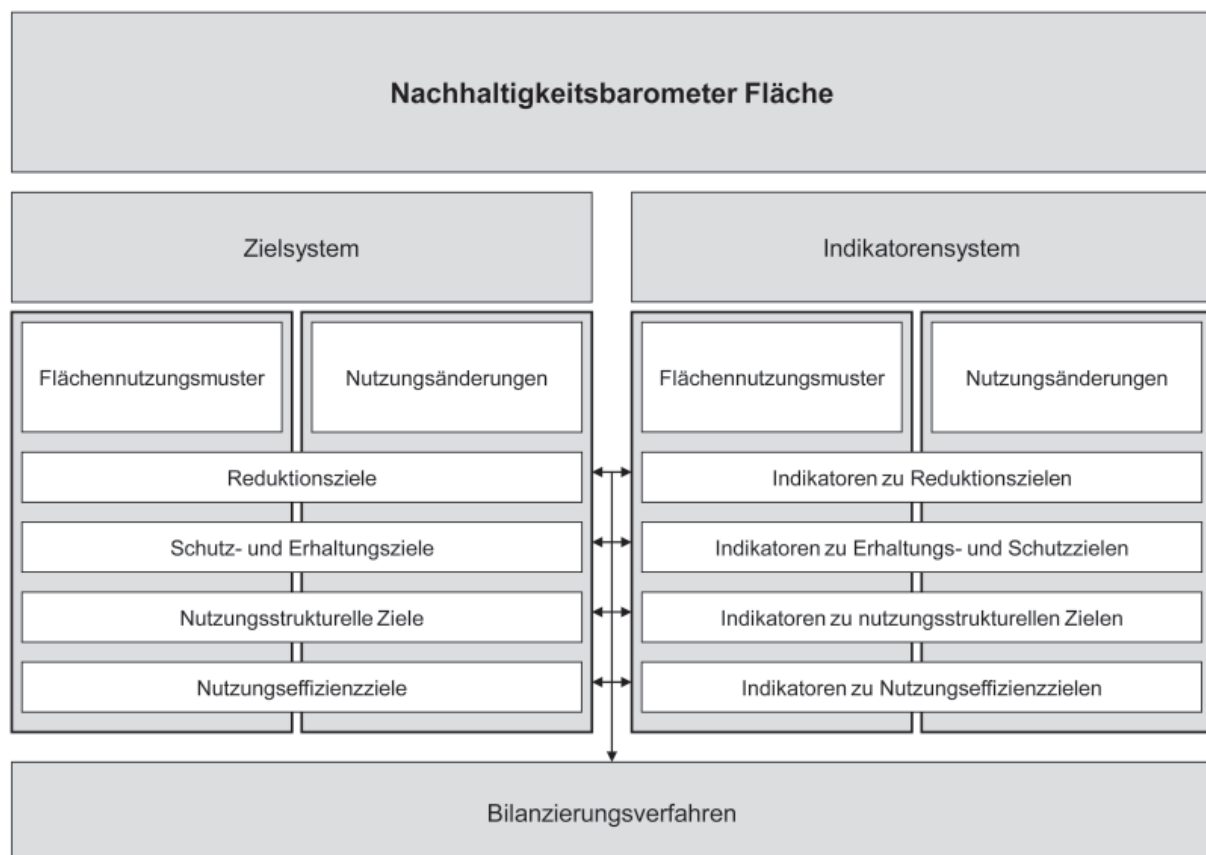 Nachhaltigkeitsbarometer Fläche
Zielsystem
Indikatorensystem
Flächennutzungsmuster
Nutzungsänderungen
Flächennutzungsmuster
Nutzungsänderungen
Reduktionsziele
Indikatoren zu Reduktionszielen
Schutz- und Erhaltungsziele
Indikatoren zu Erhaltungs- und Schutzzielen
Nutzungsstrukturelle Ziele
Indikatoren zu nutzungsstrukturellen Zielen
Nutzungseffizienzziele
Indikatoren zu Nutzungseffizienzzielen
Bilanzierungsverfahren